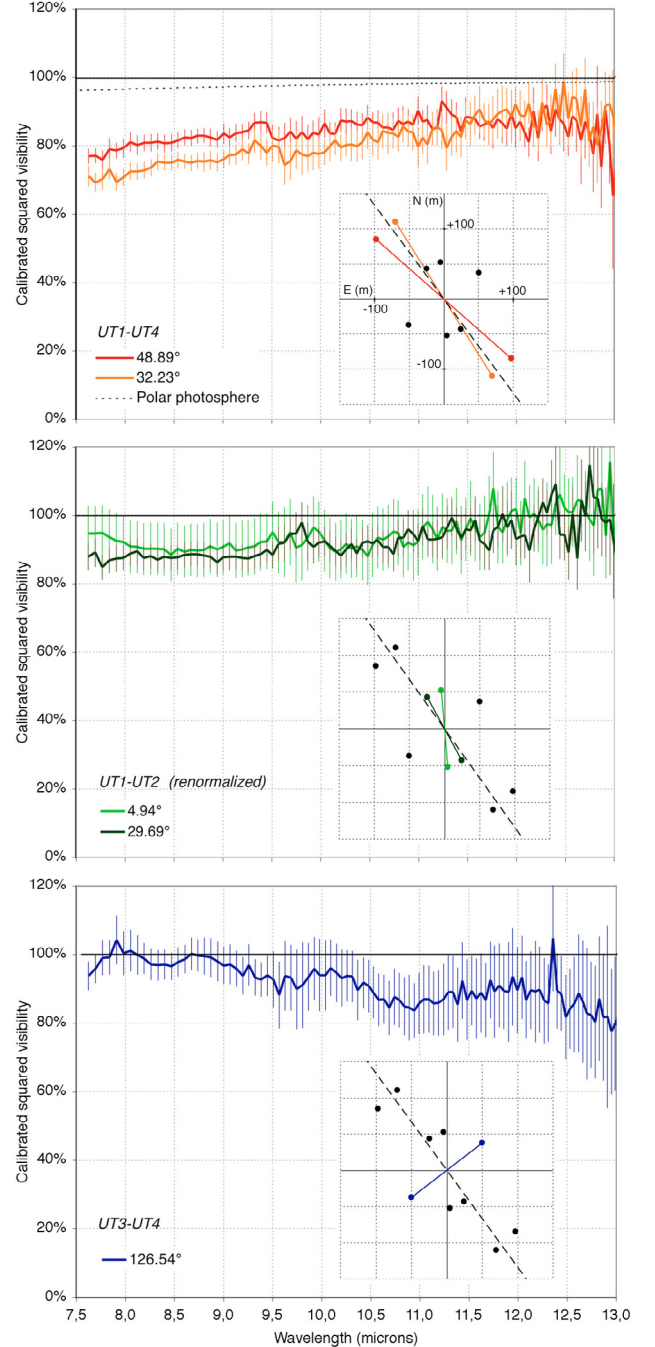 120%
100%
80%
60%
40%
20%
0%
Calibrated squared visibility
N (m)
+100
E (m)
-100
+100
-100
UT1-UT4
48.89°
32.23°
Polar photosphere
120%
100%
80%
60%
40%
20%
0%
Calibrated squared visibility
UT1-UT2 (renormalized)
4.94°
29.69°
120%
100%
80%
60%
40%
20%
0%
Calibrated squared visibility
UT3-UT4
126.54°
7,5 8,0 8,5 9,0 9,5 10,0 10,5 11,0 11,5 12,0 12,5 13,0
Wavelength (microns)